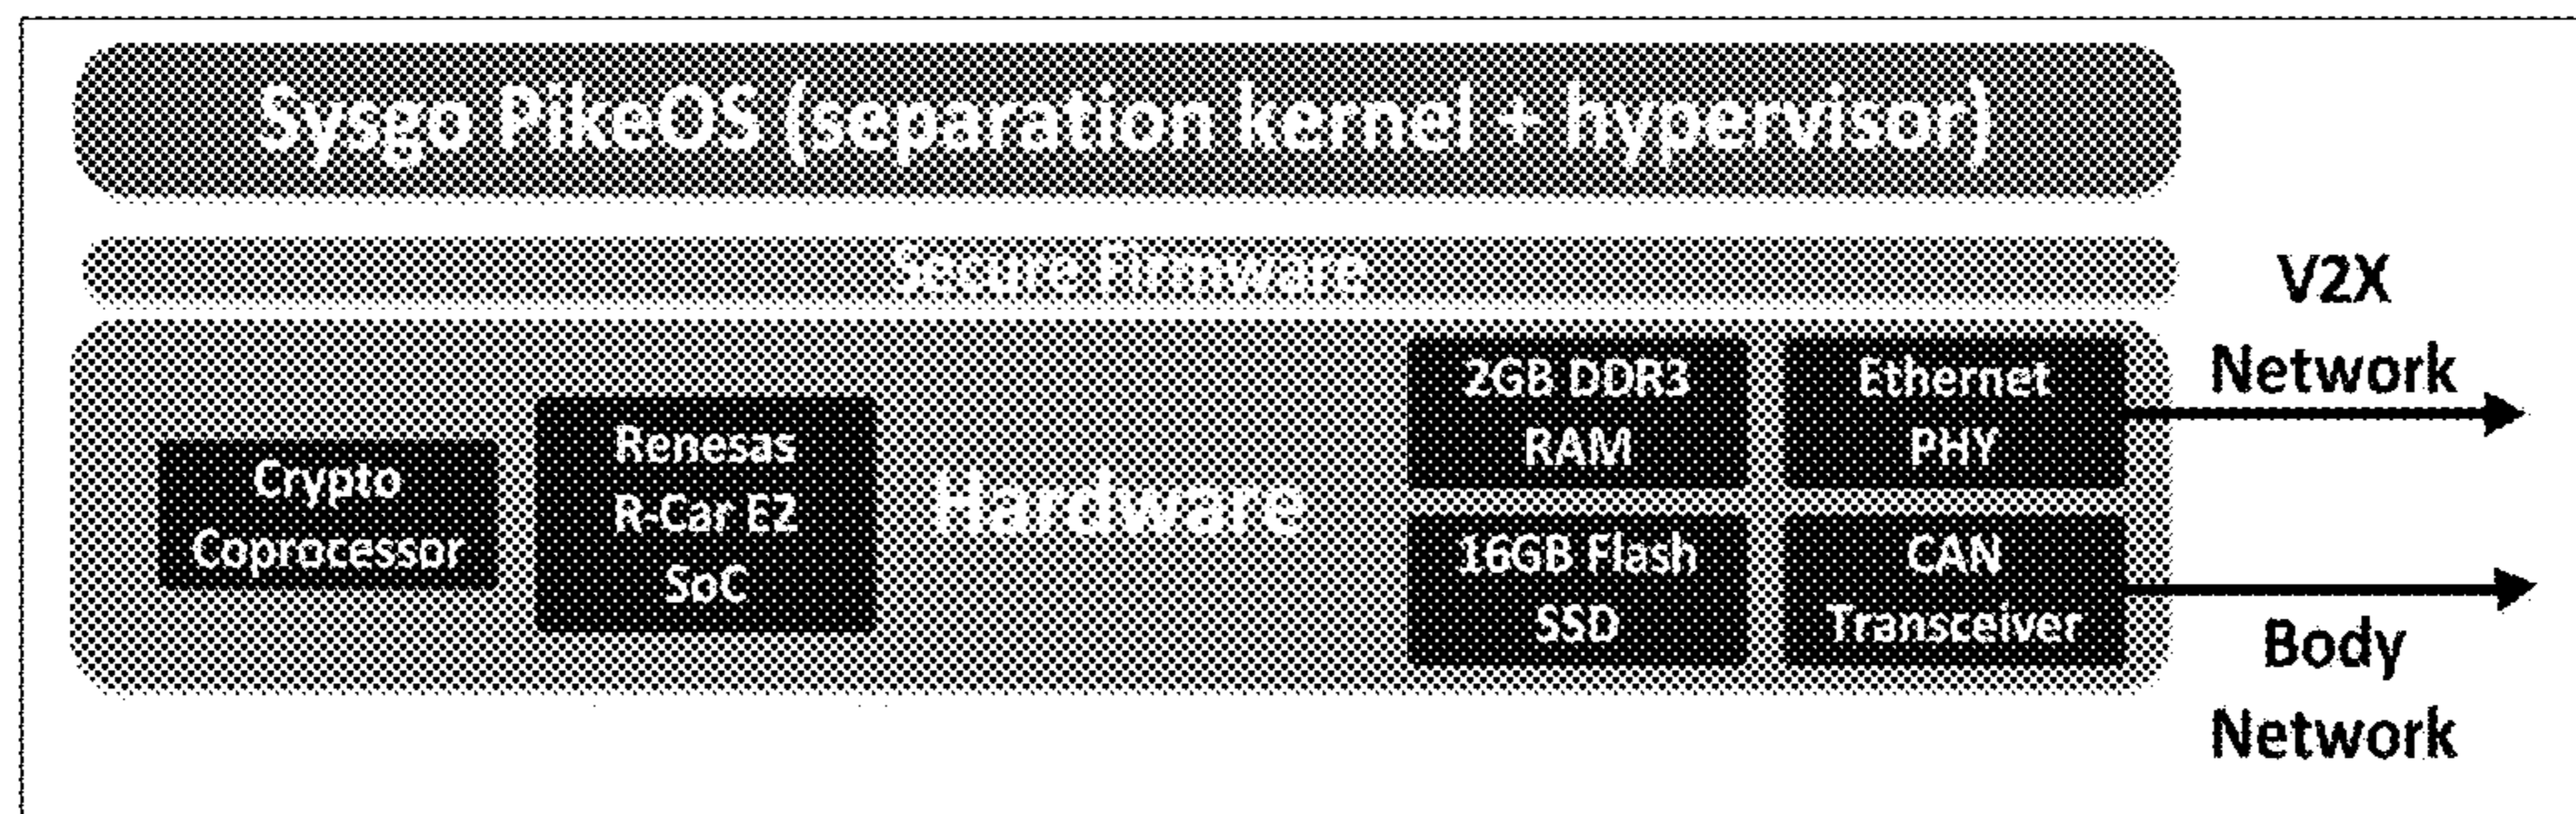 Sysgo PikeOS (separation kernel + hypervisor)
Secure Firmware
V2X
Network
Hardware
Crypto
Coprocessor
Renesas
R-Car E2
SoC
2GB DDR3
RAM
Ethernet
PHY
16GB Flash
SSD
CAN
Transceiver
Body
Network